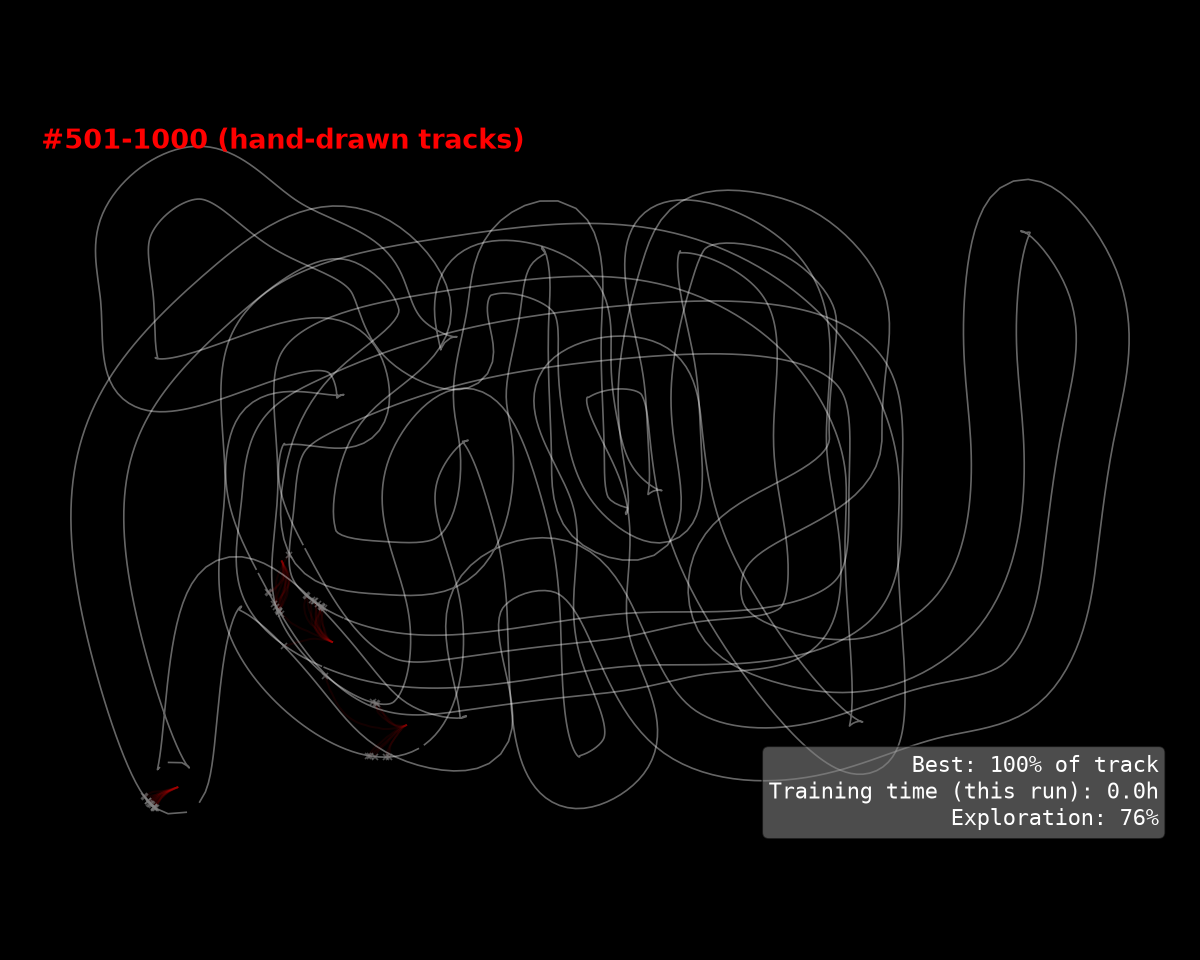 #501-1000 (hand-drawn tracks)
Best: 100% of track
Training time (this run): 0.0h
Exploration: 76%